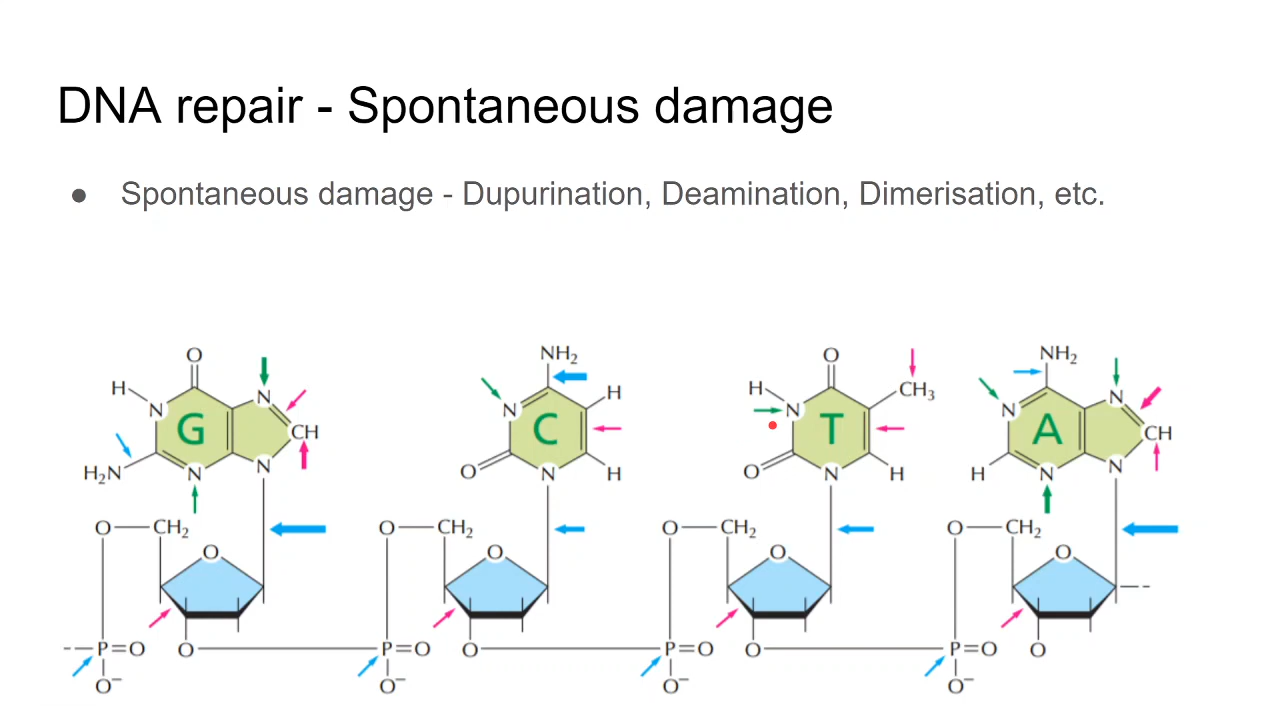 DNA repair - Spontaneous damage
● Spontaneous damage - Dupurination, Deamination, Dimerisation, etc.
O NH₂ O NH₂
H N N CH₃ H H N N N
G CH C T A CH
H₂N N N O N H O N H H N N
O CH₂ O CH₂ O CH₂ O CH₂
O O O O
P=O O P=O O P=O O P=O O
O⁻ O⁻ O⁻ O⁻